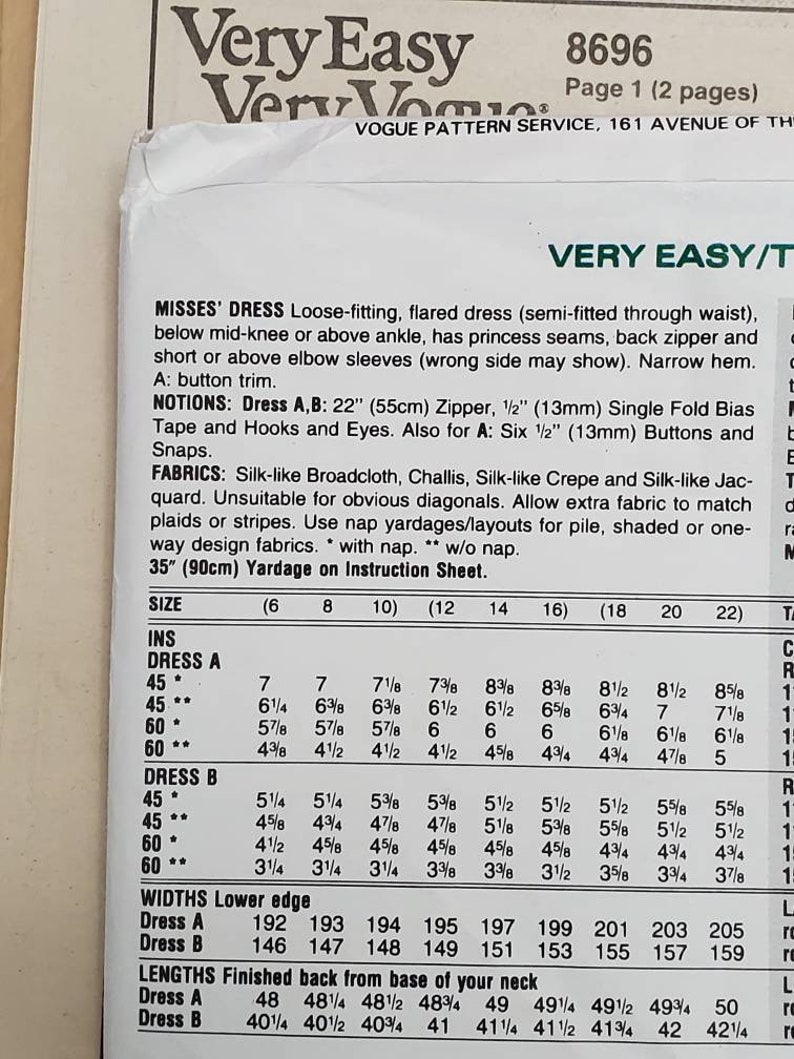 Very Easy
8696
Very Vogue®
Page 1 (2 pages)
VOGUE PATTERN SERVICE, 161 AVENUE OF
VERY EASY/
MISSES' DRESS Loose-fitting, flared dress (semi-fitted through waist),
below mid-knee or above ankle, has princess seams, back zipper and
short or above elbow sleeves (wrong side may show). Narrow hem.
A: button trim.
NOTIONS: Dress A,B: 22" (55cm) Zipper, 1/2" (13mm) Single Fold Bias
Tape and Hooks and Eyes. Also for A: Six 1/2" (13mm) Buttons and
Snaps.
FABRICS: Silk-like Broadcloth, Challis, Silk-like Crepe and Silk-like Jac-
quard. Unsuitable for obvious diagonals. Allow extra fabric to match
plaids or stripes. Use nap yardages/layouts for pile, shaded or one-
way design fabrics. * with nap. ** w/o nap.
35" (90cm) Yardage on Instruction Sheet.
SIZE (6 8 10) (12 14 16) (18 20 22)
INS
DRESS A
45 * 7 7 7 1/8 7 3/8 8 3/8 8 3/8 8 1/2 8 1/2 8 5/8
45 ** 6 1/4 6 3/8 6 3/8 6 1/2 6 1/2 6 5/8 6 3/4 7 7 1/8
60 * 5 7/8 5 7/8 5 7/8 6 6 6 6 1/8 6 1/8 6 1/8
60 ** 4 3/8 4 1/2 4 1/2 4 1/2 4 5/8 4 3/4 4 3/4 4 7/8 5
DRESS B
45 * 5 1/4 5 1/4 5 3/8 5 3/8 5 1/2 5 1/2 5 1/2 5 5/8 5 5/8
45 ** 4 5/8 4 3/4 4 7/8 4 7/8 5 1/8 5 3/8 5 5/8 5 1/2 5 1/2
60 * 4 1/2 4 5/8 4 5/8 4 5/8 4 5/8 4 5/8 4 3/4 4 3/4 4 3/4
60 ** 3 1/4 3 1/4 3 1/4 3 3/8 3 3/8 3 1/2 3 5/8 3 3/4 3 7/8
WIDTHS Lower edge
Dress A 192 193 194 195 197 199 201 203 205
Dress B 146 147 148 149 151 153 155 157 159
LENGTHS Finished back from base of your neck
Dress A 48 48 1/4 48 1/2 48 3/4 49 49 1/4 49 1/2 49 3/4 50
Dress B 40 1/4 40 1/2 40 3/4 41 41 1/4 41 1/2 41 3/4 42 42 1/4